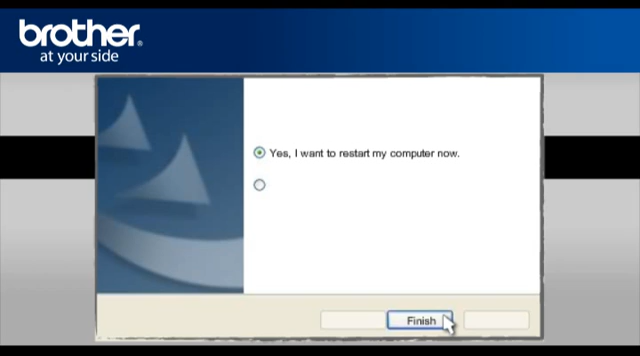 brother®
at your side
Yes, I want to restart my computer now.
Finish